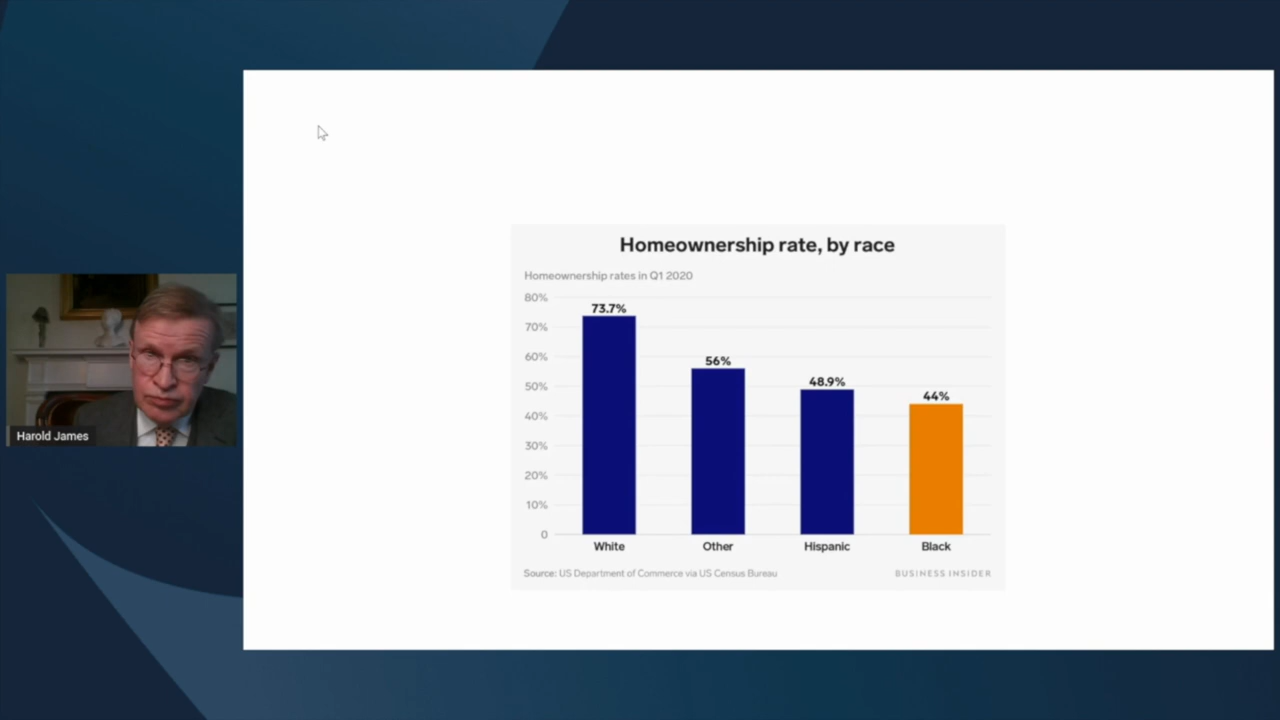 Harold James
Homeownership rate, by race
Homeownership rates in Q1 2020
80%
70%
60%
50%
40%
30%
20%
10%
0
73.7%
56%
48.9%
44%
White Other Hispanic Black
Source: US Department of Commerce via US Census Bureau
BUSINESS INSIDER